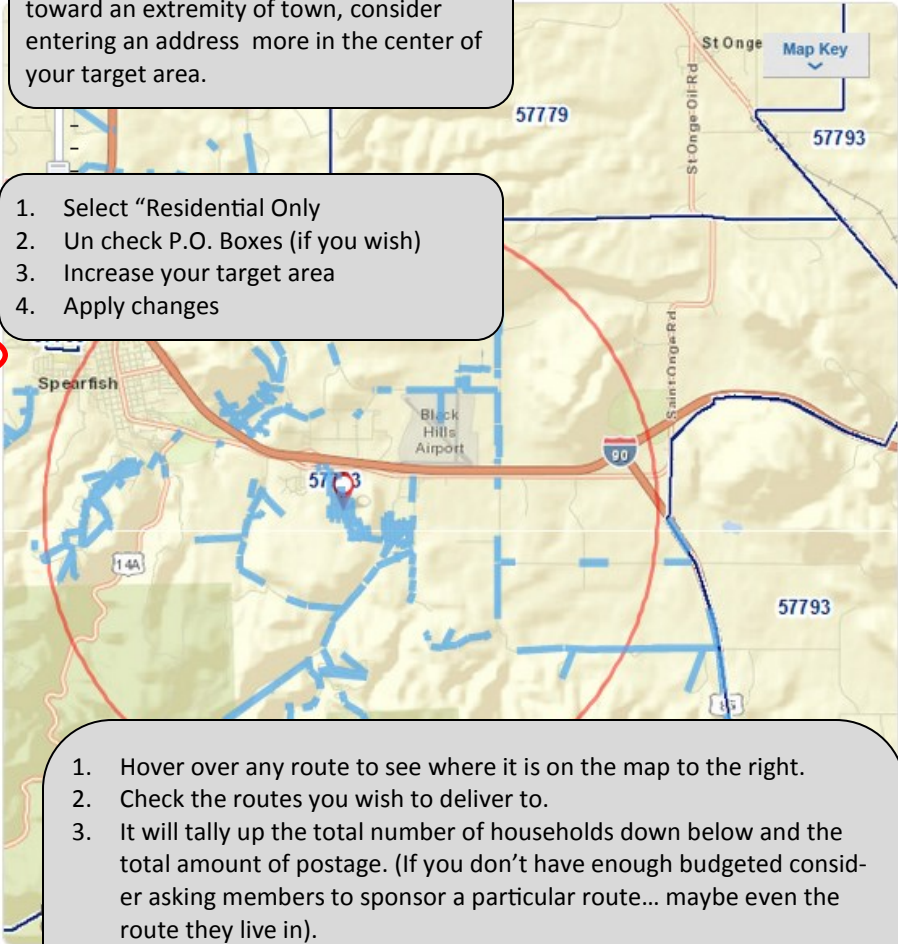 toward an extremity of town, consider
entering an address more in the center of
your target area.
St Onge
Map Key
57779
57793
St Onge Oil Rd
1. Select “Residential Only
2. Un check P.O. Boxes (if you wish)
3. Increase your target area
4. Apply changes
Saint Onge Rd
Spearfish
Black
Hills
Airport
90
14A
57793
85
1. Hover over any route to see where it is on the map to the right.
2. Check the routes you wish to deliver to.
3. It will tally up the total number of households down below and the
total amount of postage. (If you don’t have enough budgeted consid-
er asking members to sponsor a particular route… maybe even the
route they live in).